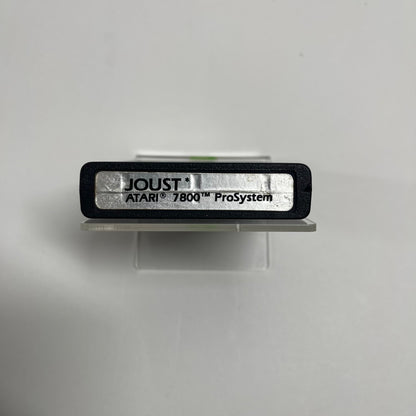 JOUST*
ATARI® 7800™ ProSystem